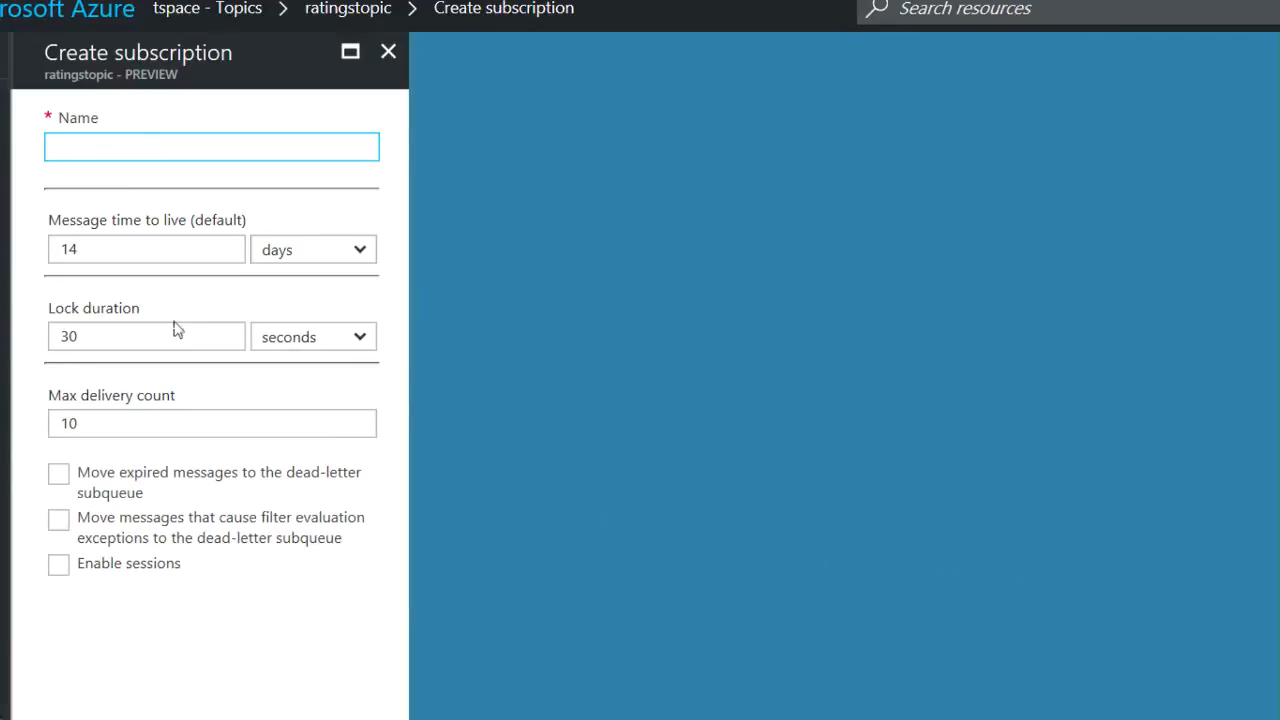 rosoft Azure tspace - Topics > ratingstopic > Create subscription Search resources
Create subscription
ratingstopic - PREVIEW
* Name
Message time to live (default)
14 days
Lock duration
30 seconds
Max delivery count
10
Move expired messages to the dead-letter
subqueue
Move messages that cause filter evaluation
exceptions to the dead-letter subqueue
Enable sessions